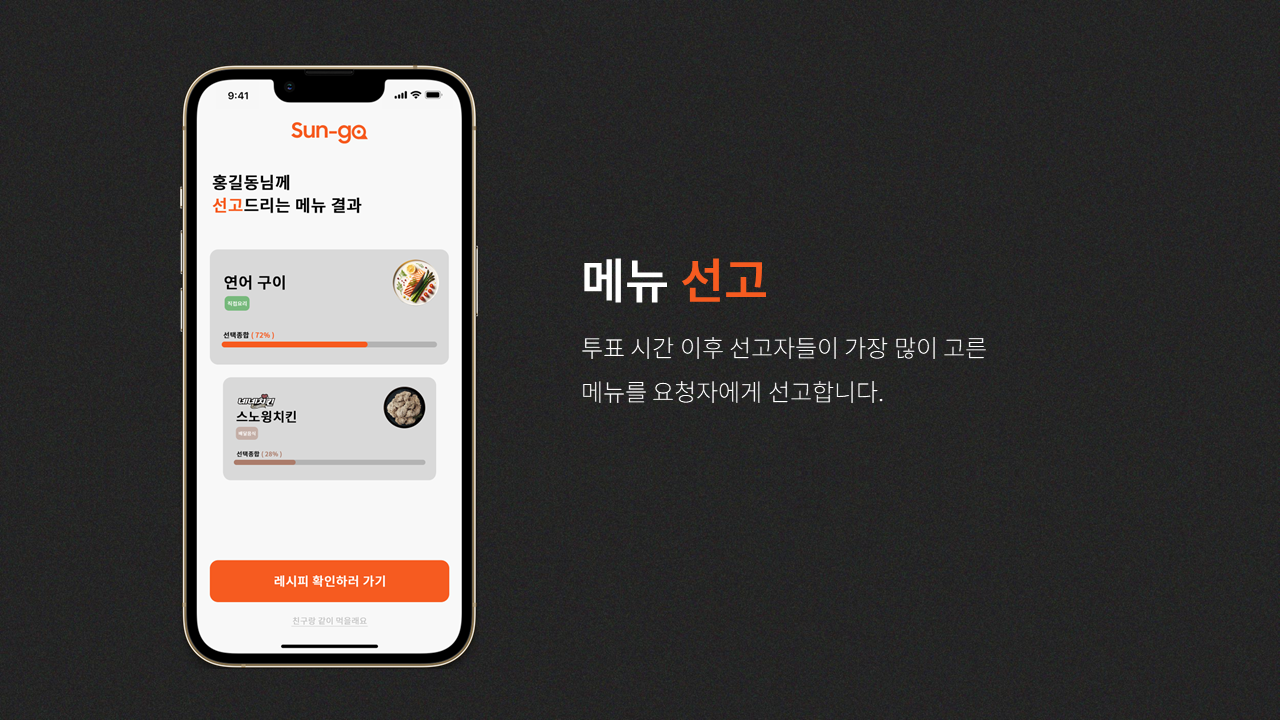 9:41
Sun-go
홍길동님께
선고드리는 메뉴 결과
연어 구이
직접요리
선택종합 ( 72% )
네네치킨
스노윙치킨
배달음식
선택종합 ( 28% )
레시피 확인하러 가기
친구랑 같이 먹을래요
메뉴 선고
투표 시간 이후 선고자들이 가장 많이 고른
메뉴를 요청자에게 선고합니다.